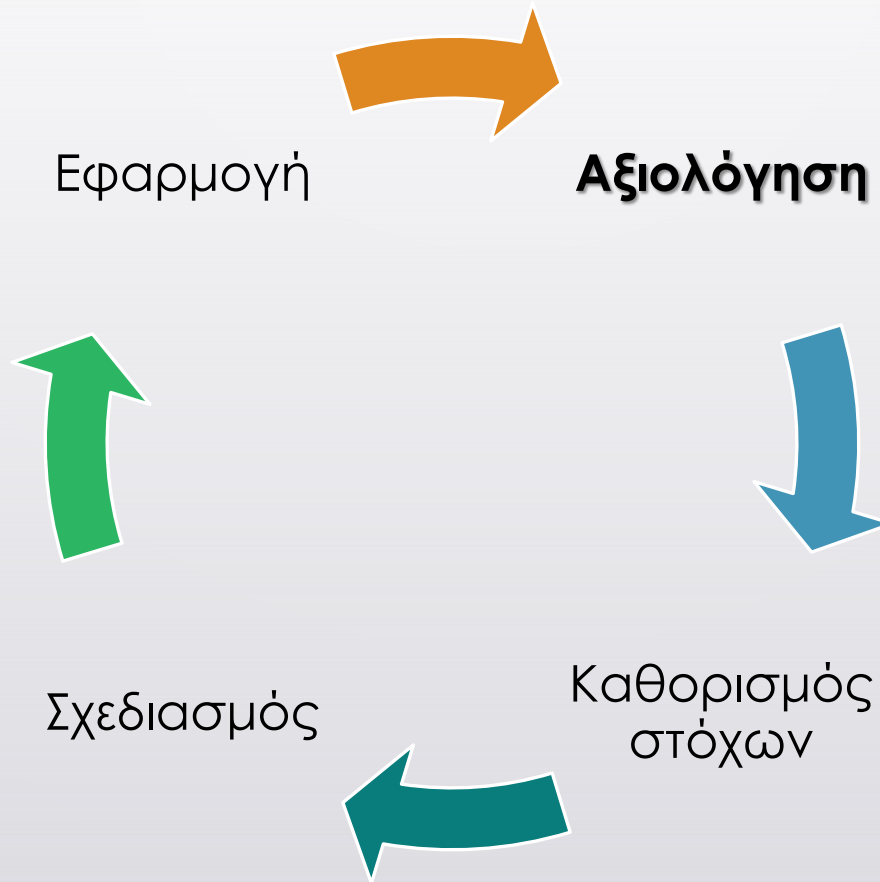 Εφαρμογή
Αξιολόγηση
Σχεδιασμός
Καθορισμός
στόχων